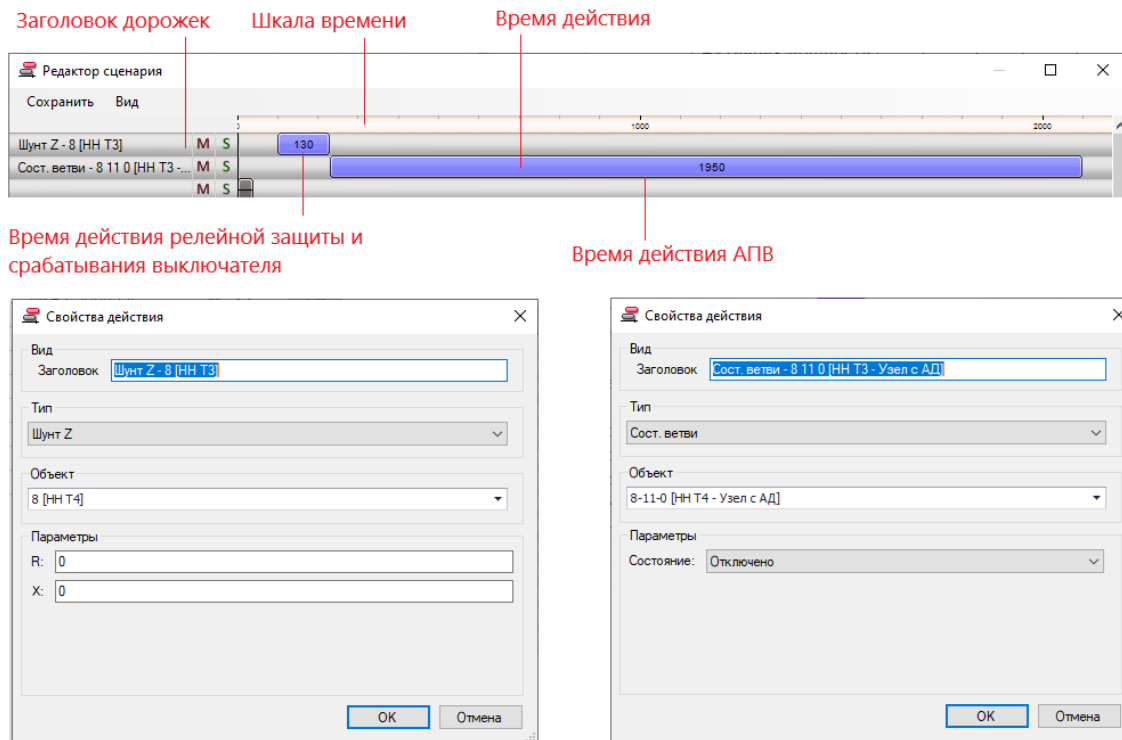 Заголовок дорожек Шкала времени Время действия
Редактор сценария
Сохранить Вид
0 1000 2000
Шунт Z - 8 [НН Т3] M S 130
Сост. ветви - 8 11 0 [НН Т3 -... M S 1950
M S
Время действия релейной защиты и
срабатывания выключателя
Время действия АПВ
Свойства действия
Вид
Заголовок Шунт Z - 8 [НН Т3]
Тип
Шунт Z
Объект
8 [НН Т4]
Параметры
R: 0
X: 0
OK Отмена
Свойства действия
Вид
Заголовок Сост. ветви - 8 11 0 [НН Т3 - Узел с АД]
Тип
Сост. ветви
Объект
8-11-0 [НН Т4 - Узел с АД]
Параметры
Состояние: Отключено
OK Отмена